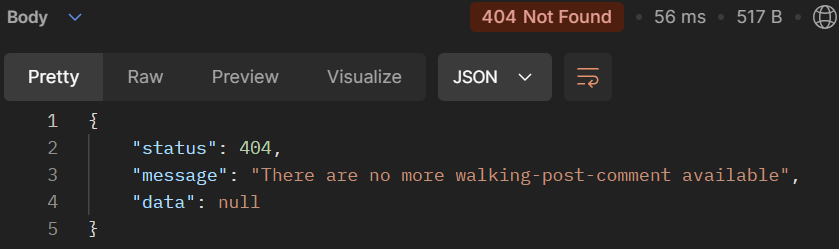 Body 404 Not Found • 56 ms • 517 B •
Pretty Raw Preview Visualize JSON
1 {
2 "status": 404,
3 "message": "There are no more walking-post-comment available",
4 "data": null
5 }